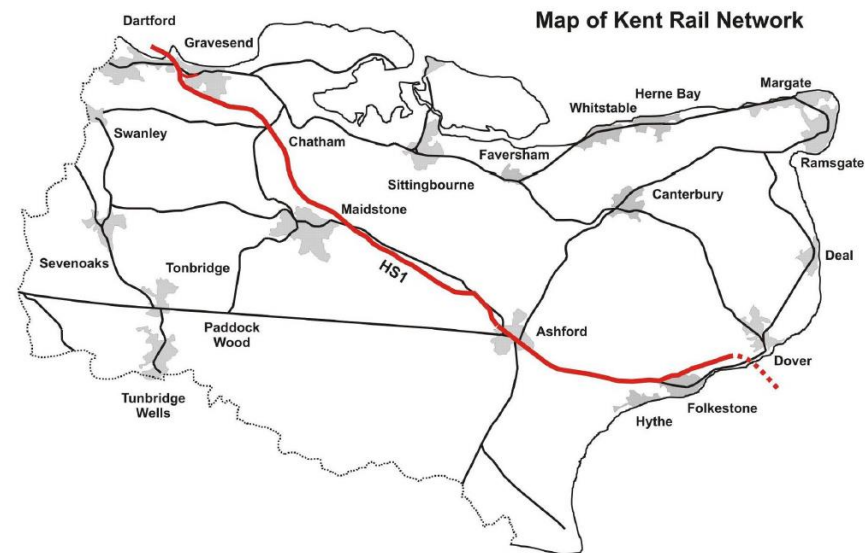 Map of Kent Rail Network
Dartford
Gravesend
Swanley
Chatham
Sittingbourne
Faversham
Whitstable
Herne Bay
Margate
Ramsgate
Canterbury
Maidstone
Sevenoaks
Tonbridge
HS1
Deal
Paddock
Wood
Ashford
Dover
Tunbridge
Wells
Hythe
Folkestone